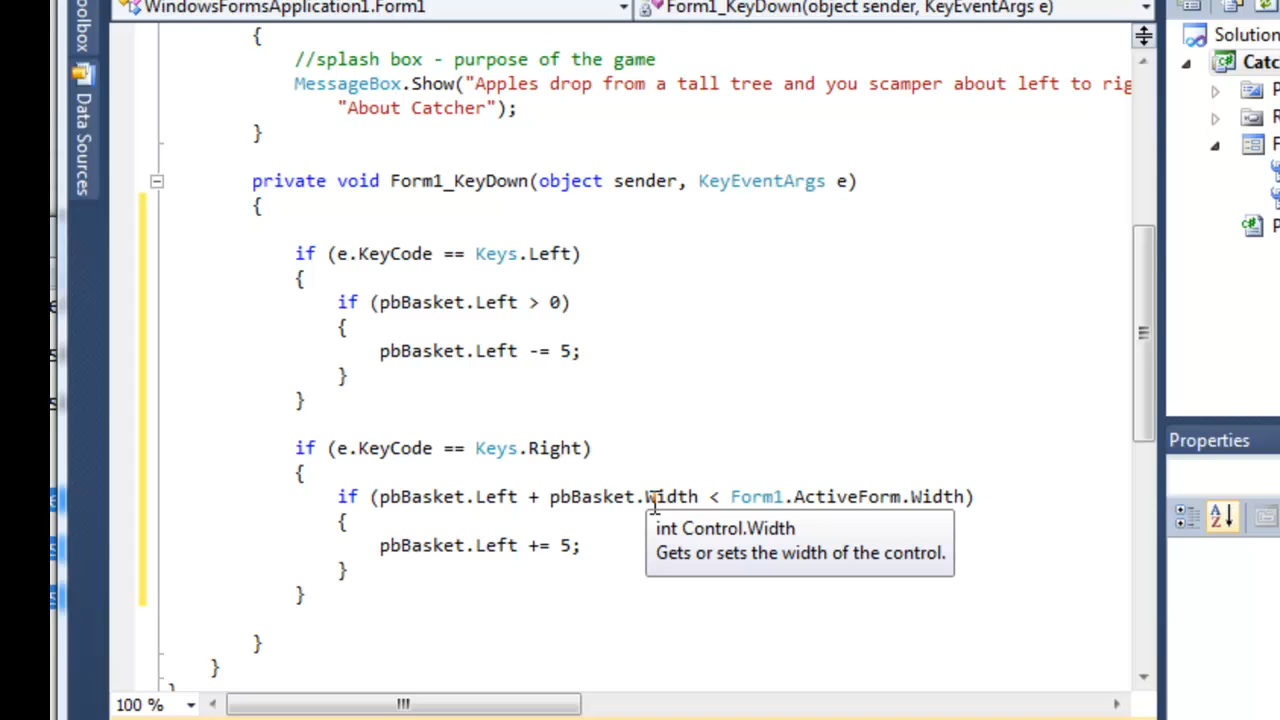 WindowsFormsApplication1.Form1
Form1_KeyDown(object sender, KeyEventArgs e)
{
//splash box - purpose of the game
MessageBox.Show("Apples drop from a tall tree and you scamper about left to rig
"About Catcher");
}
private void Form1_KeyDown(object sender, KeyEventArgs e)
{
if (e.KeyCode == Keys.Left)
{
if (pbBasket.Left > 0)
{
pbBasket.Left -= 5;
}
}
if (e.KeyCode == Keys.Right)
{
if (pbBasket.Left + pbBasket.Width < Form1.ActiveForm.Width)
{
pbBasket.Left += 5;
}
}
}
}
int Control.Width
Gets or sets the width of the control.
100 %
oolbox
Data Sources
Solution
Catc
P
R
F
P
Properties